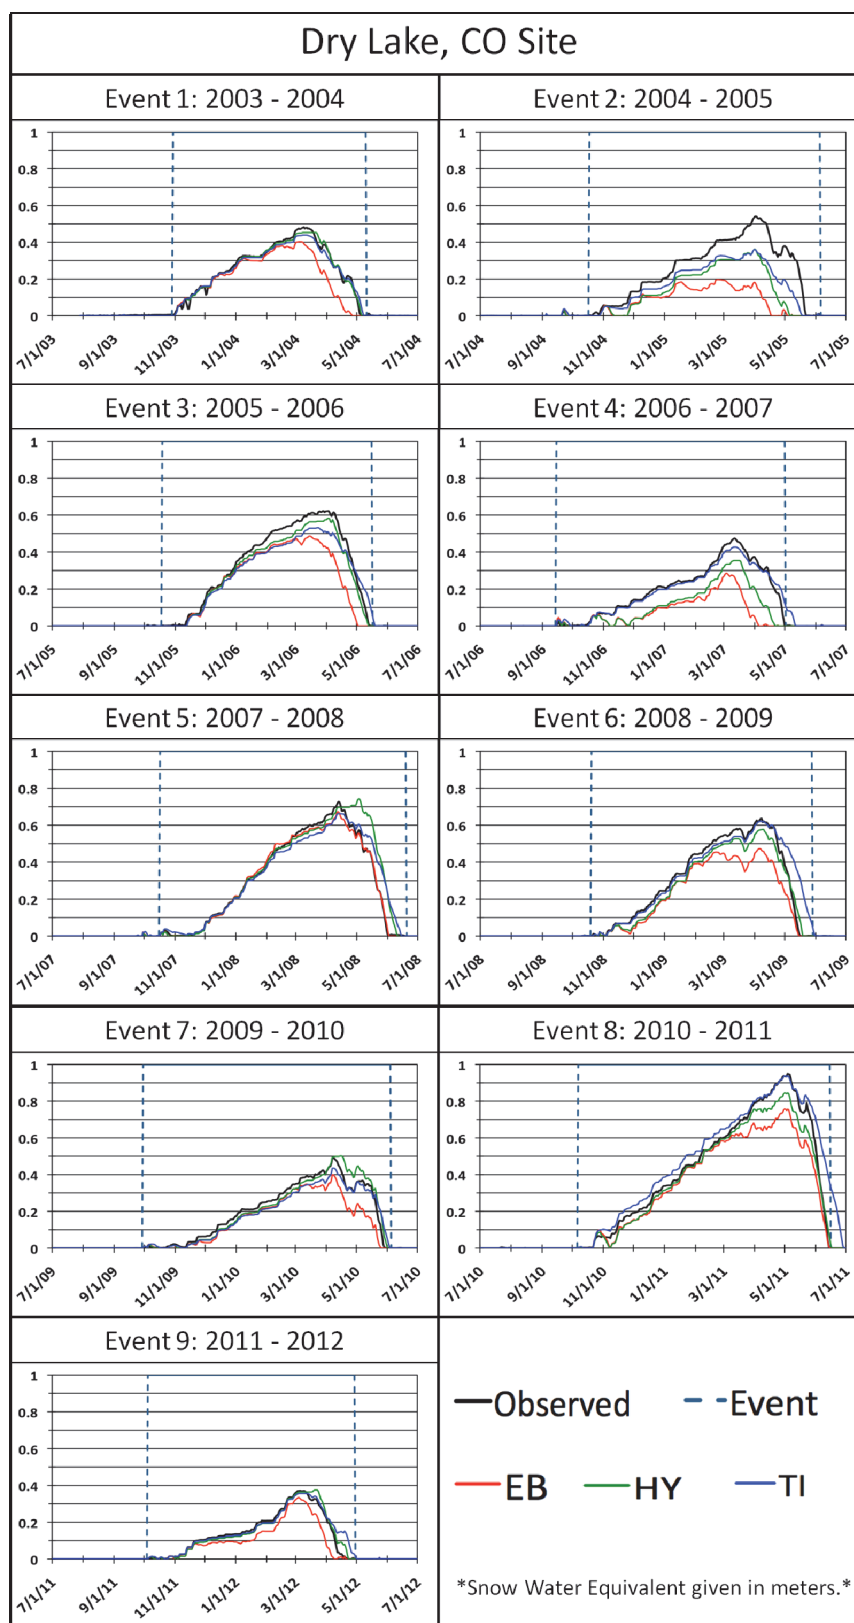 Dry Lake, CO Site
Event 1: 2003 - 2004
1
0.8
0.6
0.4
0.2
0
7/1/03 9/1/03 11/1/03 1/1/04 3/1/04 5/1/04 7/1/04
Event 2: 2004 - 2005
1
0.8
0.6
0.4
0.2
0
7/1/04 9/1/04 11/1/04 1/1/05 3/1/05 5/1/05 7/1/05
Event 3: 2005 - 2006
1
0.8
0.6
0.4
0.2
0
7/1/05 9/1/05 11/1/05 1/1/06 3/1/06 5/1/06 7/1/06
Event 4: 2006 - 2007
1
0.8
0.6
0.4
0.2
0
7/1/06 9/1/06 11/1/06 1/1/07 3/1/07 5/1/07 7/1/07
Event 5: 2007 - 2008
1
0.8
0.6
0.4
0.2
0
7/1/07 9/1/07 11/1/07 1/1/08 3/1/08 5/1/08 7/1/08
Event 6: 2008 - 2009
1
0.8
0.6
0.4
0.2
0
7/1/08 9/1/08 11/1/08 1/1/09 3/1/09 5/1/09 7/1/09
Event 7: 2009 - 2010
1
0.8
0.6
0.4
0.2
0
7/1/09 9/1/09 11/1/09 1/1/10 3/1/10 5/1/10 7/1/10
Event 8: 2010 - 2011
1
0.8
0.6
0.4
0.2
0
7/1/10 9/1/10 11/1/10 1/1/11 3/1/11 5/1/11 7/1/11
Event 9: 2011 - 2012
1
0.8
0.6
0.4
0.2
0
7/1/11 9/1/11 11/1/11 1/1/12 3/1/12 5/1/12 7/1/12
Observed Event
EB HY TI
*Snow Water Equivalent given in meters.*